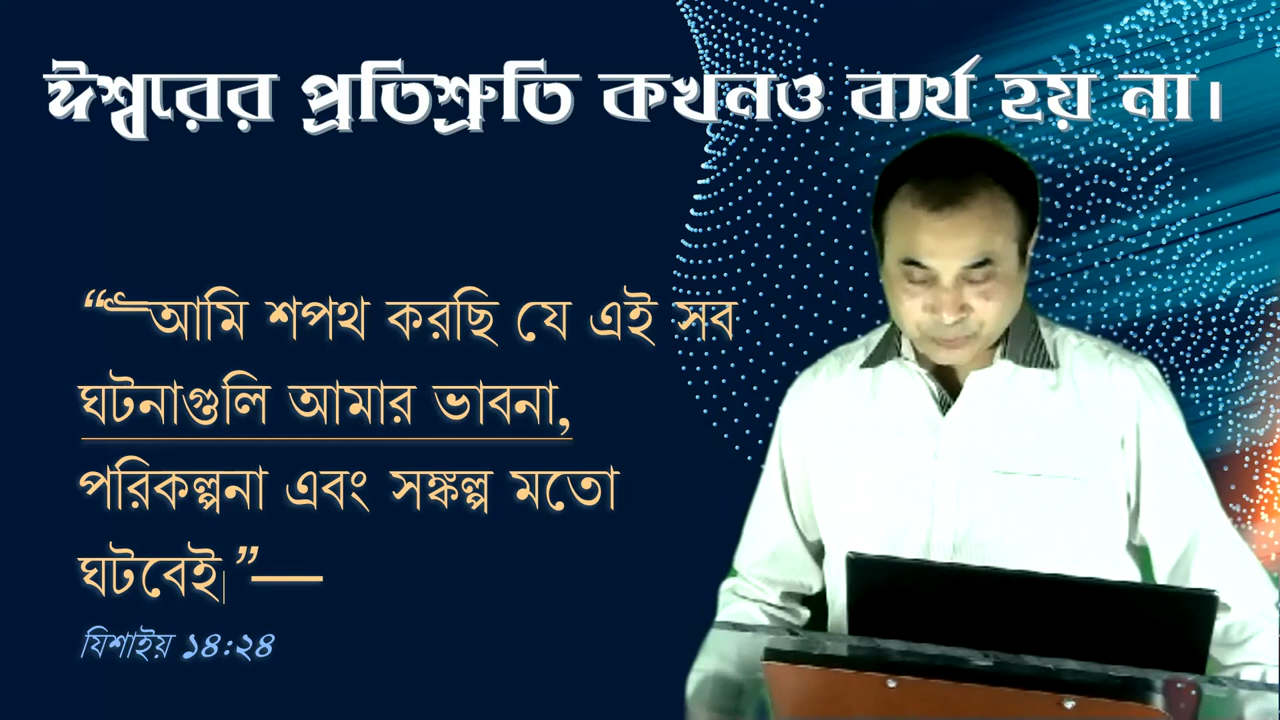 ঈশ্বরের প্রতিশ্রুতি কখনও ব্যর্থ হয় না।
“আমি শপথ করছি যে এই সব
ঘটনাগুলি আমার ভাবনা,
পরিকল্পনা এবং সঙ্কল্প মতো
ঘটবেই|”—
যিশাইয় ১৪:২৪